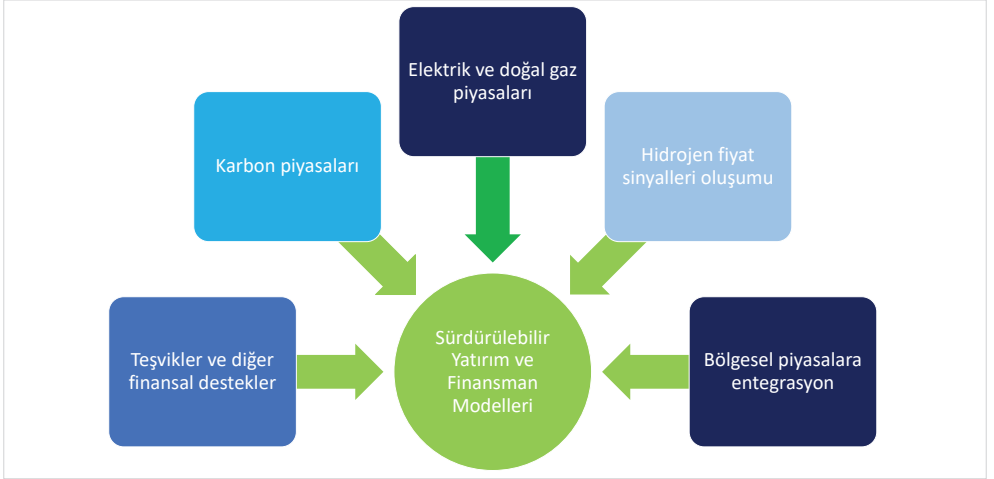 Elektrik ve doğal gaz
piyasaları
Karbon piyasaları
Hidrojen fiyat
sinyalleri oluşumu
Teşvikler ve diğer
finansal destekler
Sürdürülebilir
Yatırım ve
Finansman
Modelleri
Bölgesel piyasalara
entegrasyon